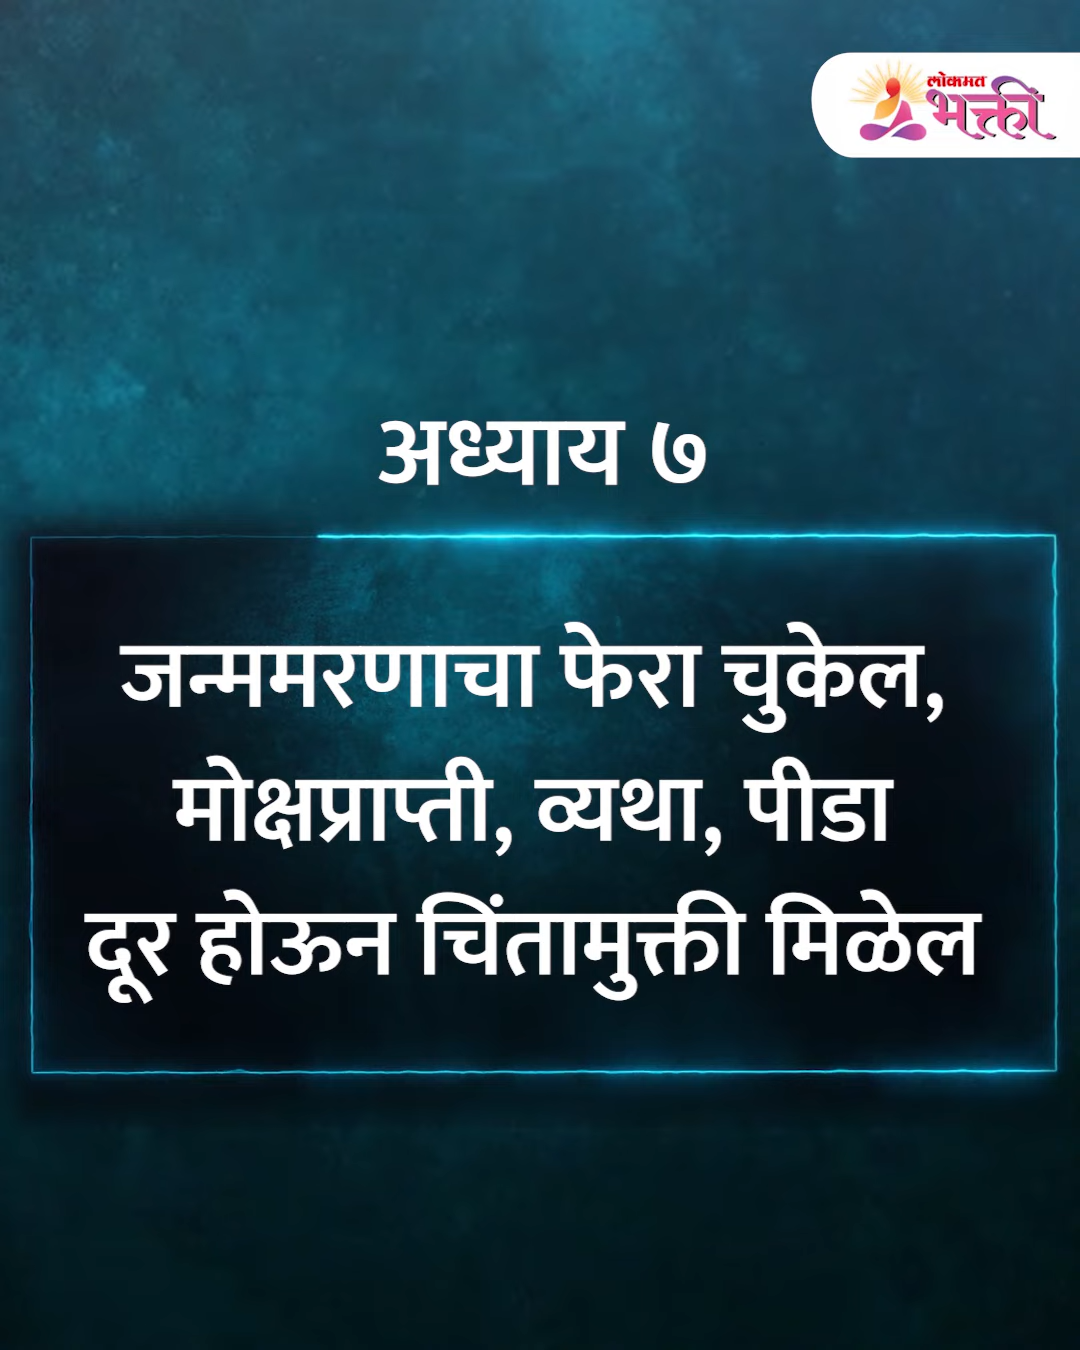 लोकमत
भक्ती
अध्याय ७
जन्ममरणाचा फेरा चुकेल,
मोक्षप्राप्ती, व्यथा, पीडा
दूर होऊन चिंतामुक्ती मिळेल